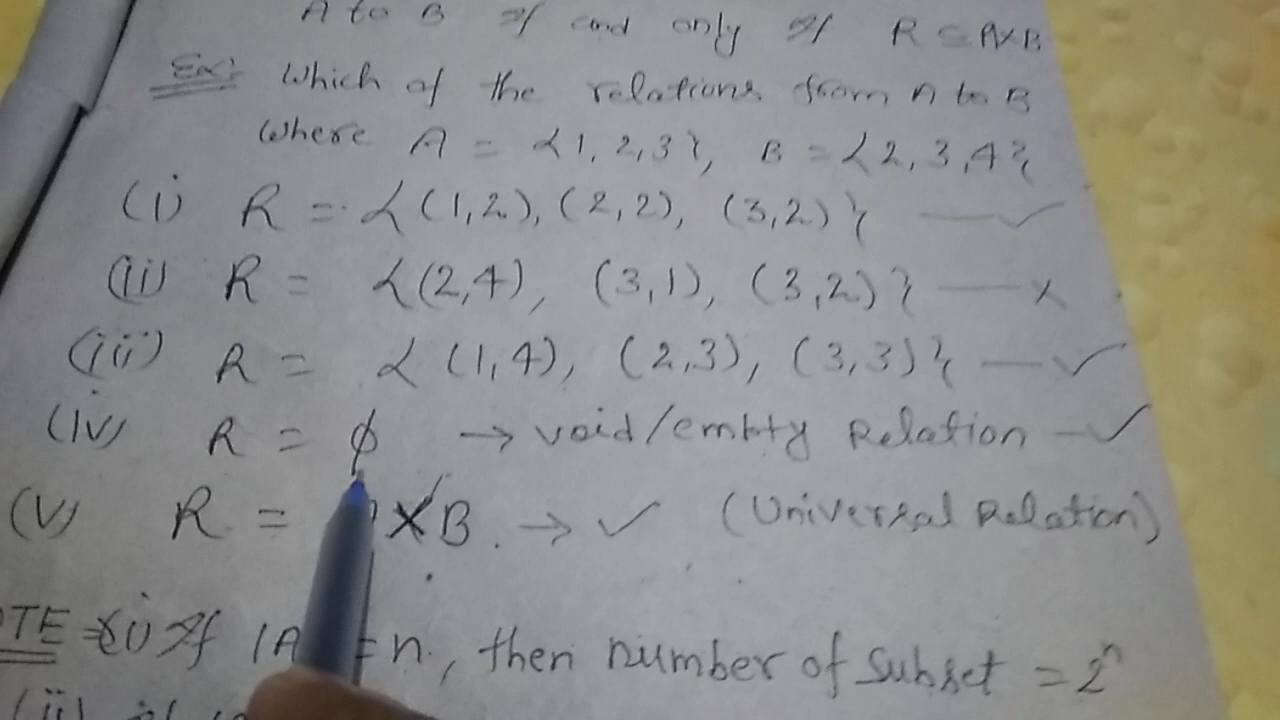 A to B If and only If R ⊆ A×B
Ex: Which of the relations from A to B
Where A = {1, 2, 3}, B = {2, 3, 4}
(i) R = {(1,2), (2,2), (3,2)} — ✓
(ii) R = {(2,4), (3,1), (3,2)} — ×
(iii) R = {(1,4), (2,3), (3,3)} — ✓
(iv) R = ϕ → void/empty Relation — ✓
(v) R = ×B. → ✓ (Universal Relation)
(i) If |A = n, then number of subset = 2ⁿ
(ii)